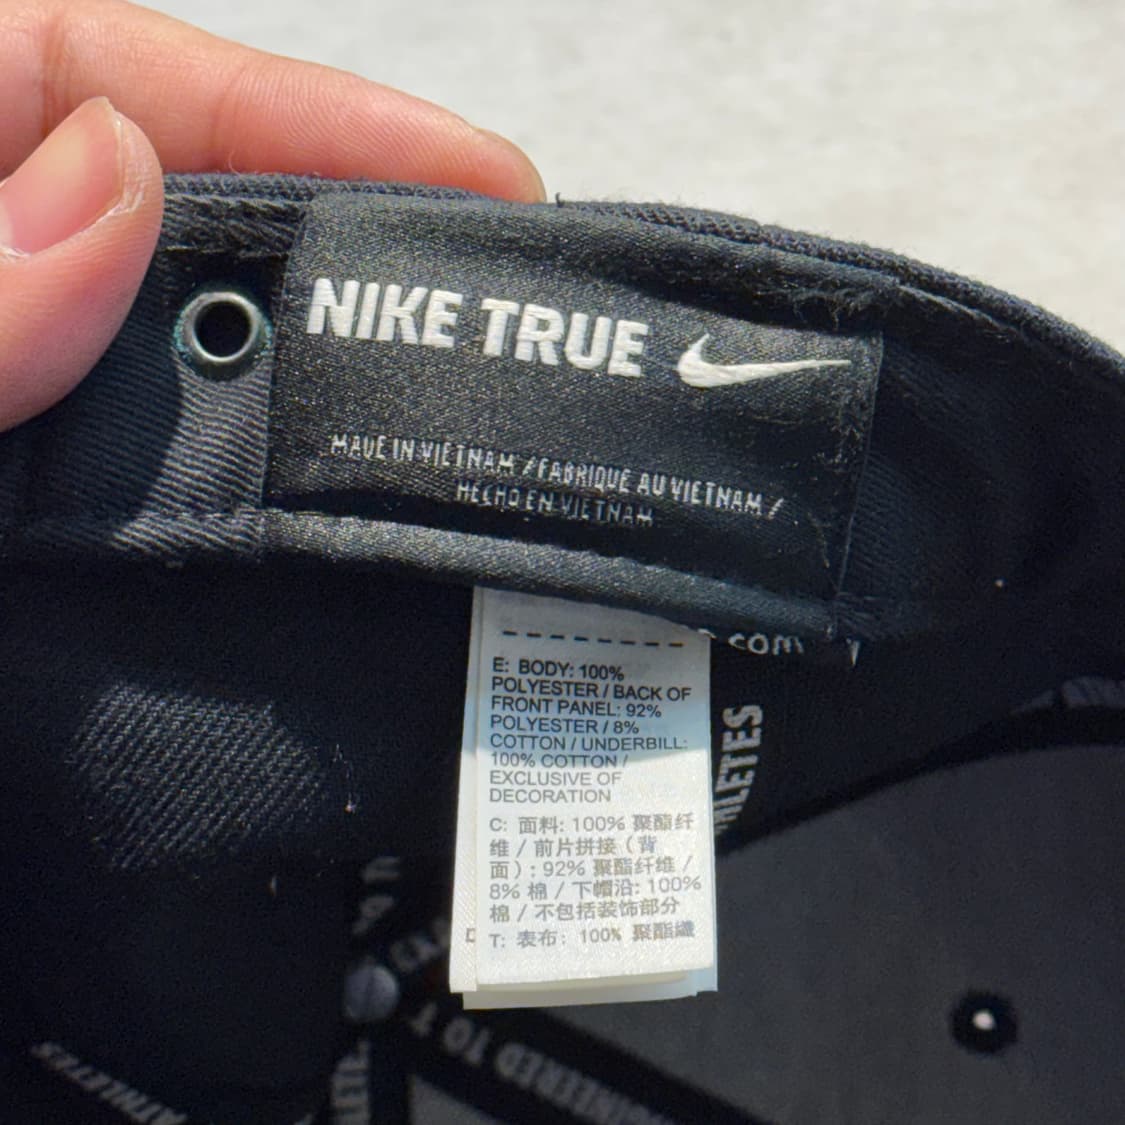 NIKE TRUE
MADE IN VIETNAM / FABRIQUE AU VIETNAM /
HECHO EN VIETNAM
com
E: BODY: 100%
POLYESTER / BACK OF
FRONT PANEL: 92%
POLYESTER / 8%
COTTON / UNDERBILL:
100% COTTON /
EXCLUSIVE OF
DECORATION
C: 面料: 100% 聚酯纤
维 / 前片拼接（背
面）: 92% 聚酯纤维 /
8% 棉 / 下帽沿: 100%
棉 / 不包括装饰部分
T: 表布: 100% 聚酯纖
ATHLETES